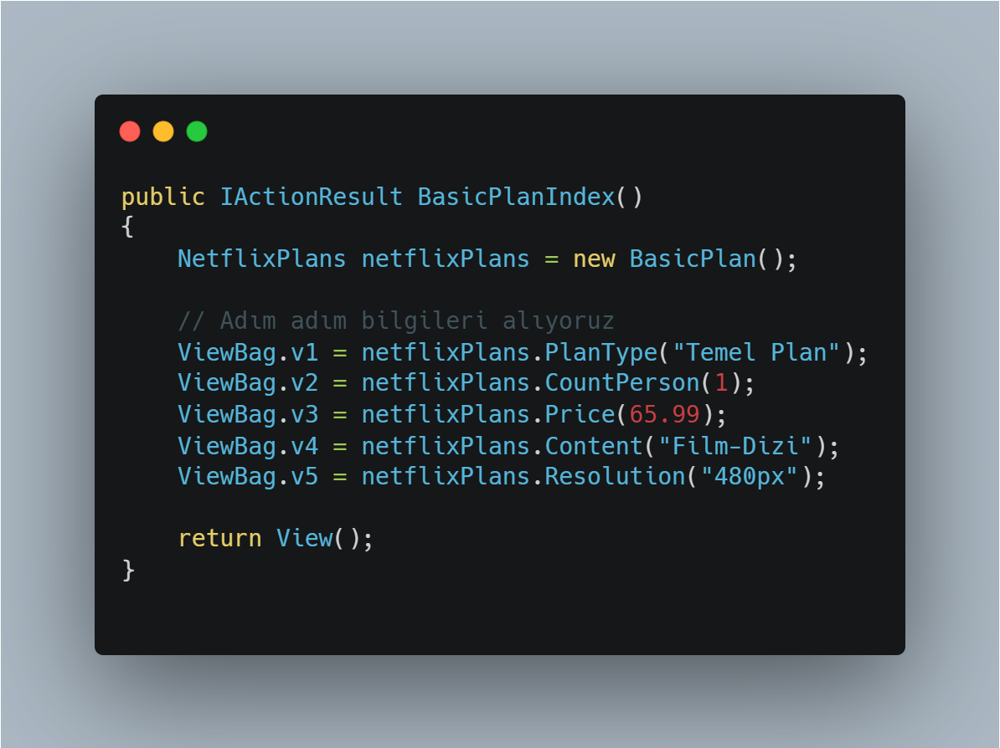 public IActionResult BasicPlanIndex()
{
    NetflixPlans netflixPlans = new BasicPlan();

    // Adım adım bilgileri alıyoruz
    ViewBag.v1 = netflixPlans.PlanType("Temel Plan");
    ViewBag.v2 = netflixPlans.CountPerson(1);
    ViewBag.v3 = netflixPlans.Price(65.99);
    ViewBag.v4 = netflixPlans.Content("Film-Dizi");
    ViewBag.v5 = netflixPlans.Resolution("480px");

    return View();
}